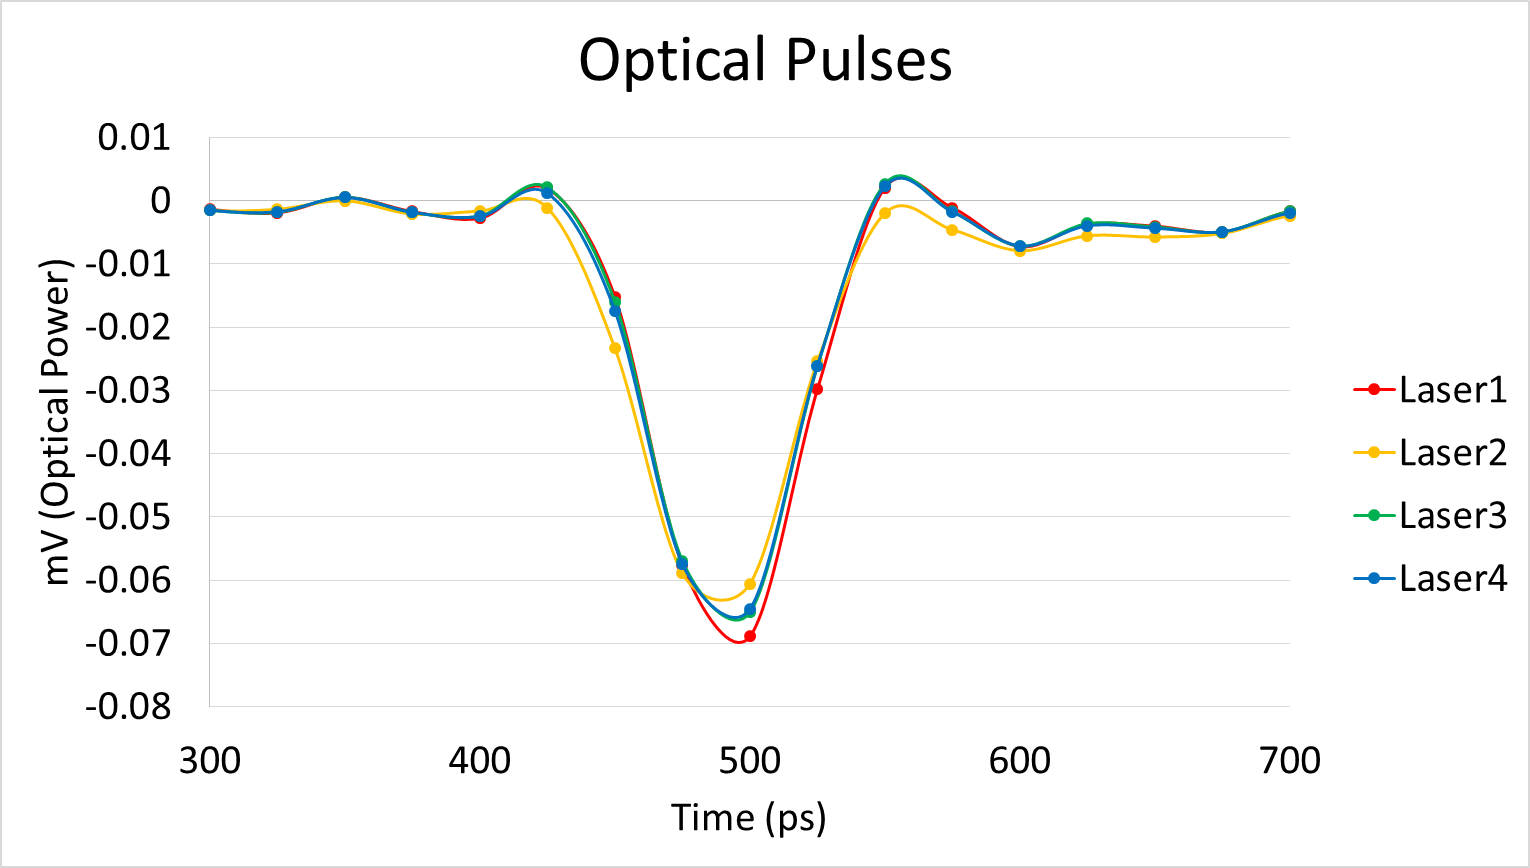 Optical Pulses
0.01
0
-0.01
-0.02
-0.03
-0.04
-0.05
-0.06
-0.07
-0.08
mV (Optical Power)
300 400 500 600 700
Time (ps)
Laser1
Laser2
Laser3
Laser4